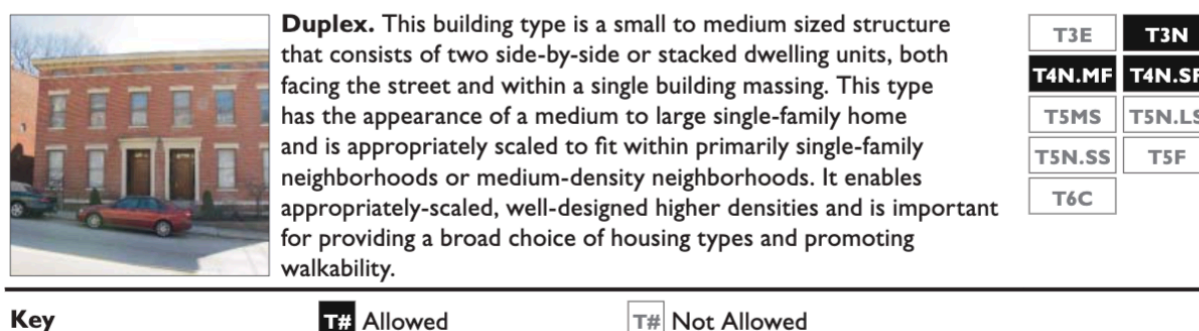 Duplex. This building type is a small to medium sized structure
that consists of two side-by-side or stacked dwelling units, both
facing the street and within a single building massing. This type
has the appearance of a medium to large single-family home
and is appropriately scaled to fit within primarily single-family
neighborhoods or medium-density neighborhoods. It enables
appropriately-scaled, well-designed higher densities and is important
for providing a broad choice of housing types and promoting
walkability.
T3E T3N
T4N.MF T4N.SF
T5MS T5N.LS
T5N.SS T5F
T6C
Key T# Allowed T# Not Allowed